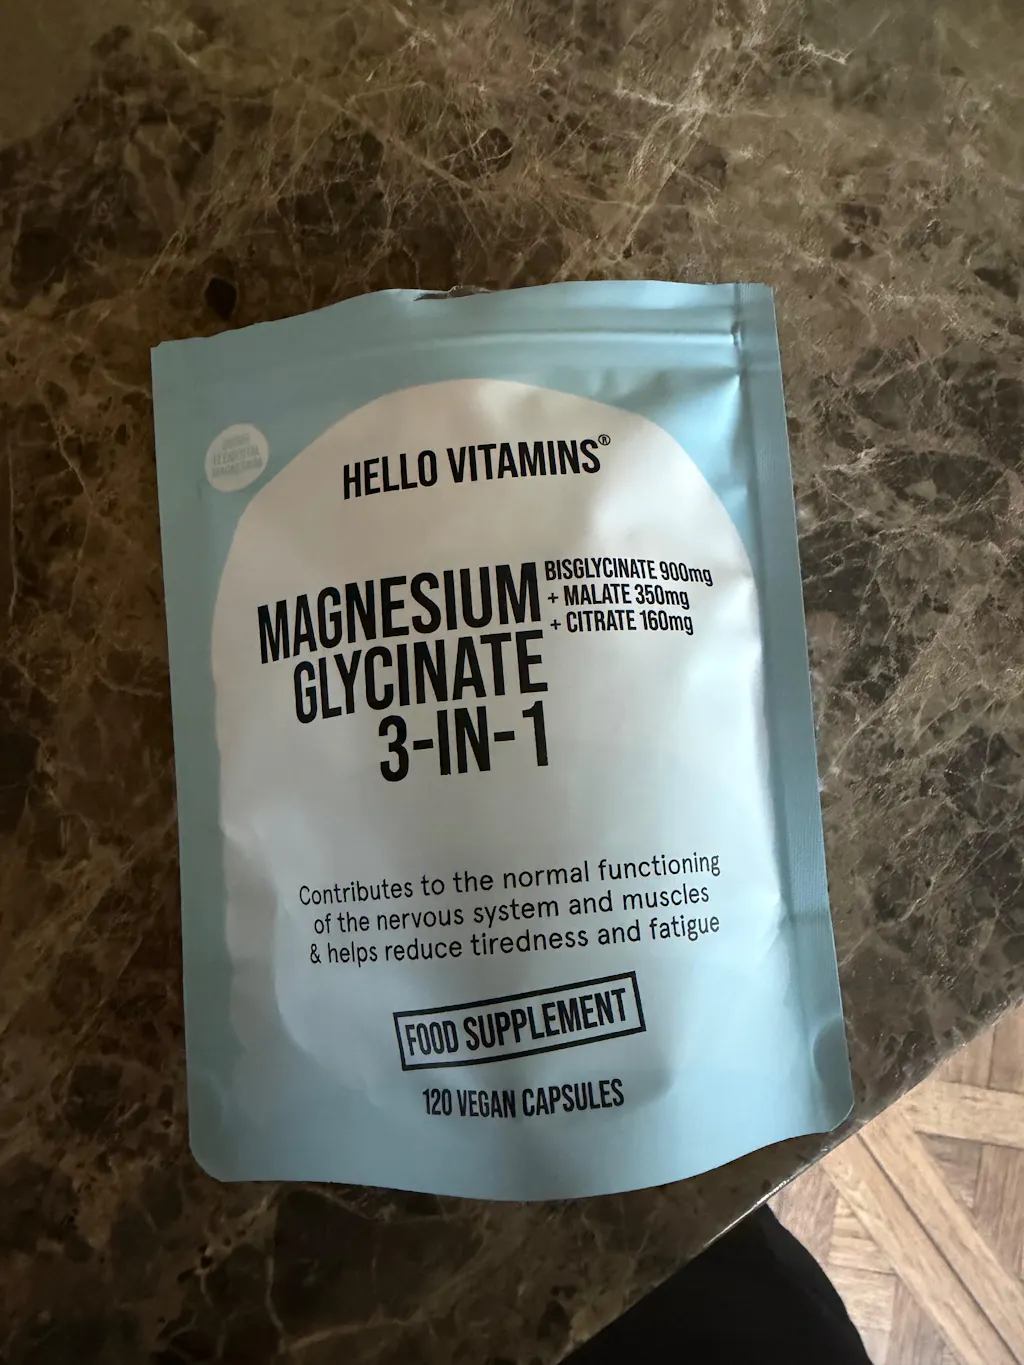 HELLO VITAMINS®
MAGNESIUM
GLYCINATE
3-IN-1
BISGLYCINATE 900mg
+ MALATE 350mg
+ CITRATE 160mg
Contributes to the normal functioning
of the nervous system and muscles
& helps reduce tiredness and fatigue
FOOD SUPPLEMENT
120 VEGAN CAPSULES